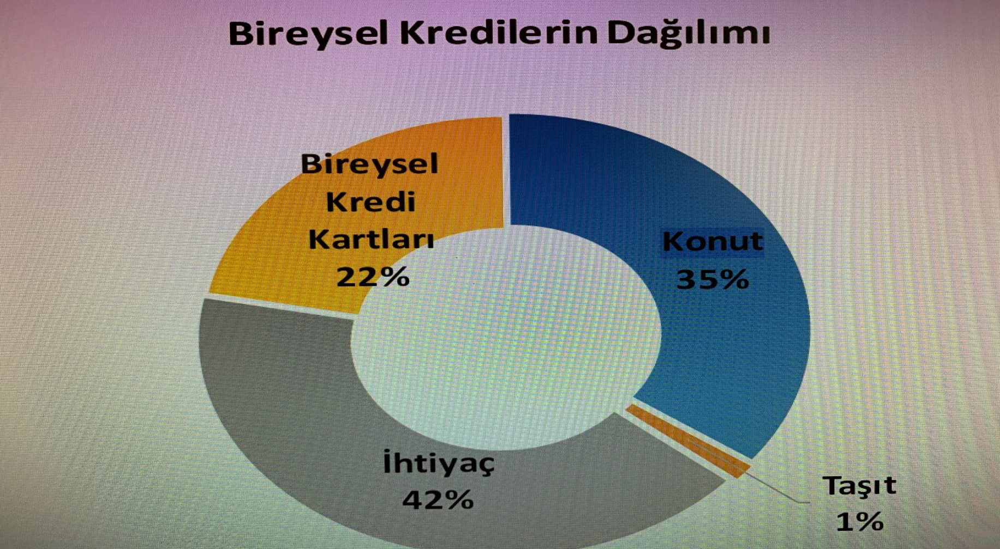 Bireysel Kredilerin Dağılımı
Bireysel
Kredi
Kartları
22%
Konut
35%
İhtiyaç
42%
Taşıt
1%